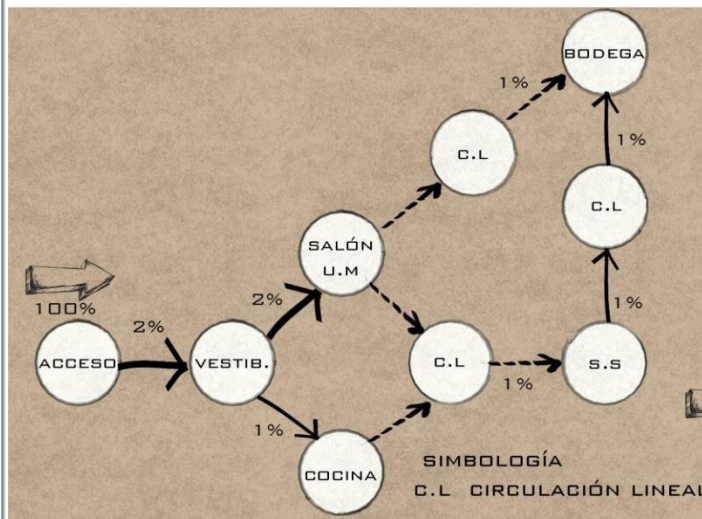 BODEGA
1%
C.L
1%
C.L
SALÓN
U.M
100%
2%
2%
1%
ACCESO
VESTIB.
C.L
1%
S.S
1%
COCINA
SIMBOLOGÍA
C.L CIRCULACIÓN LINEAL